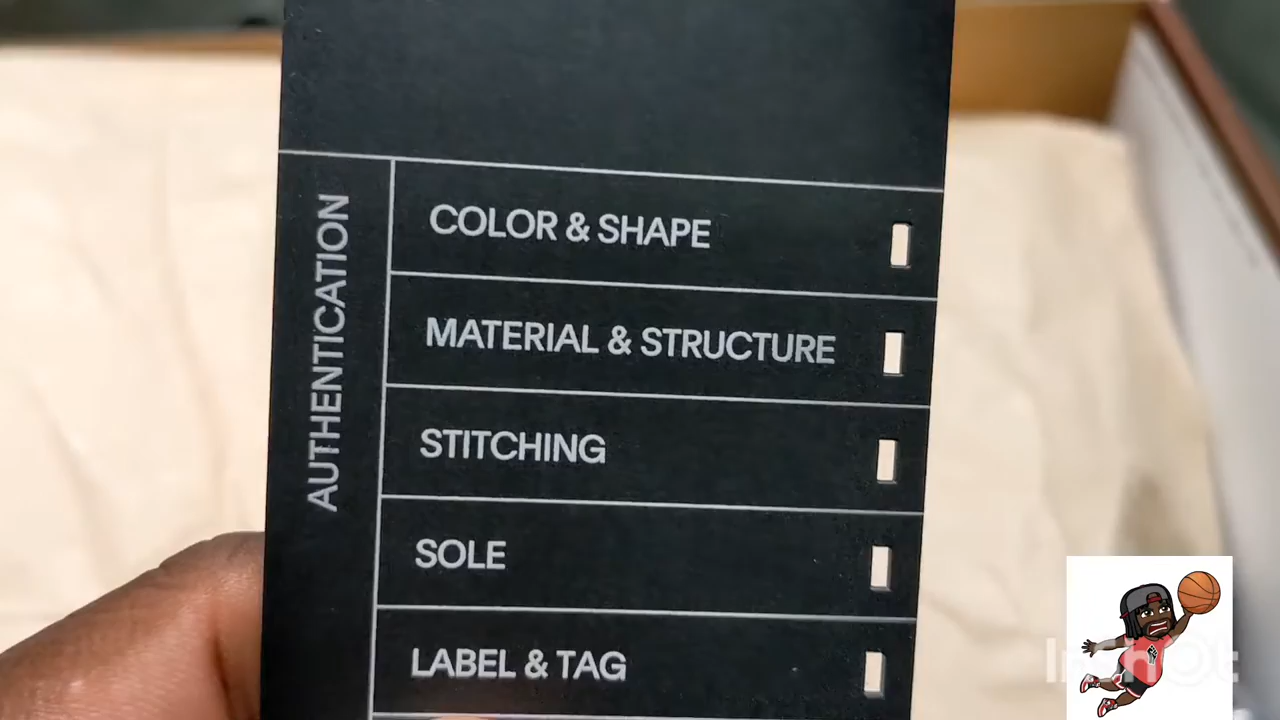 AUTHENTICATION
COLOR & SHAPE
MATERIAL & STRUCTURE
STITCHING
SOLE
LABEL & TAG